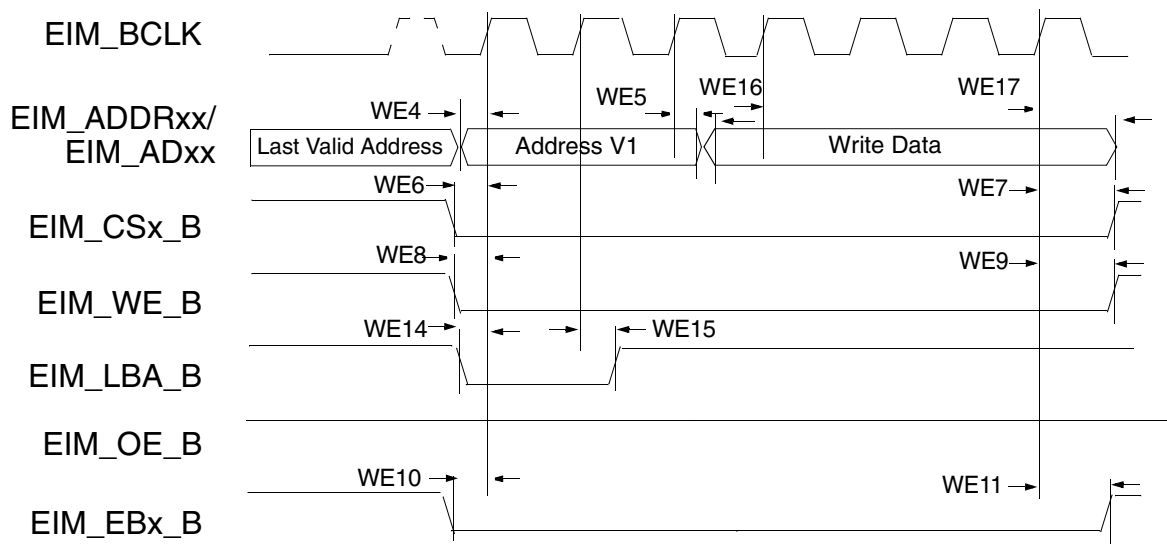 EIM_BCLK
WE4
WE5
WE16
WE17
EIM_ADDRxx/
EIM_ADxx
Last Valid Address
Address V1
Write Data
WE6
WE7
EIM_CSx_B
WE8
WE9
EIM_WE_B
WE14
WE15
EIM_LBA_B
EIM_OE_B
WE10
WE11
EIM_EBx_B